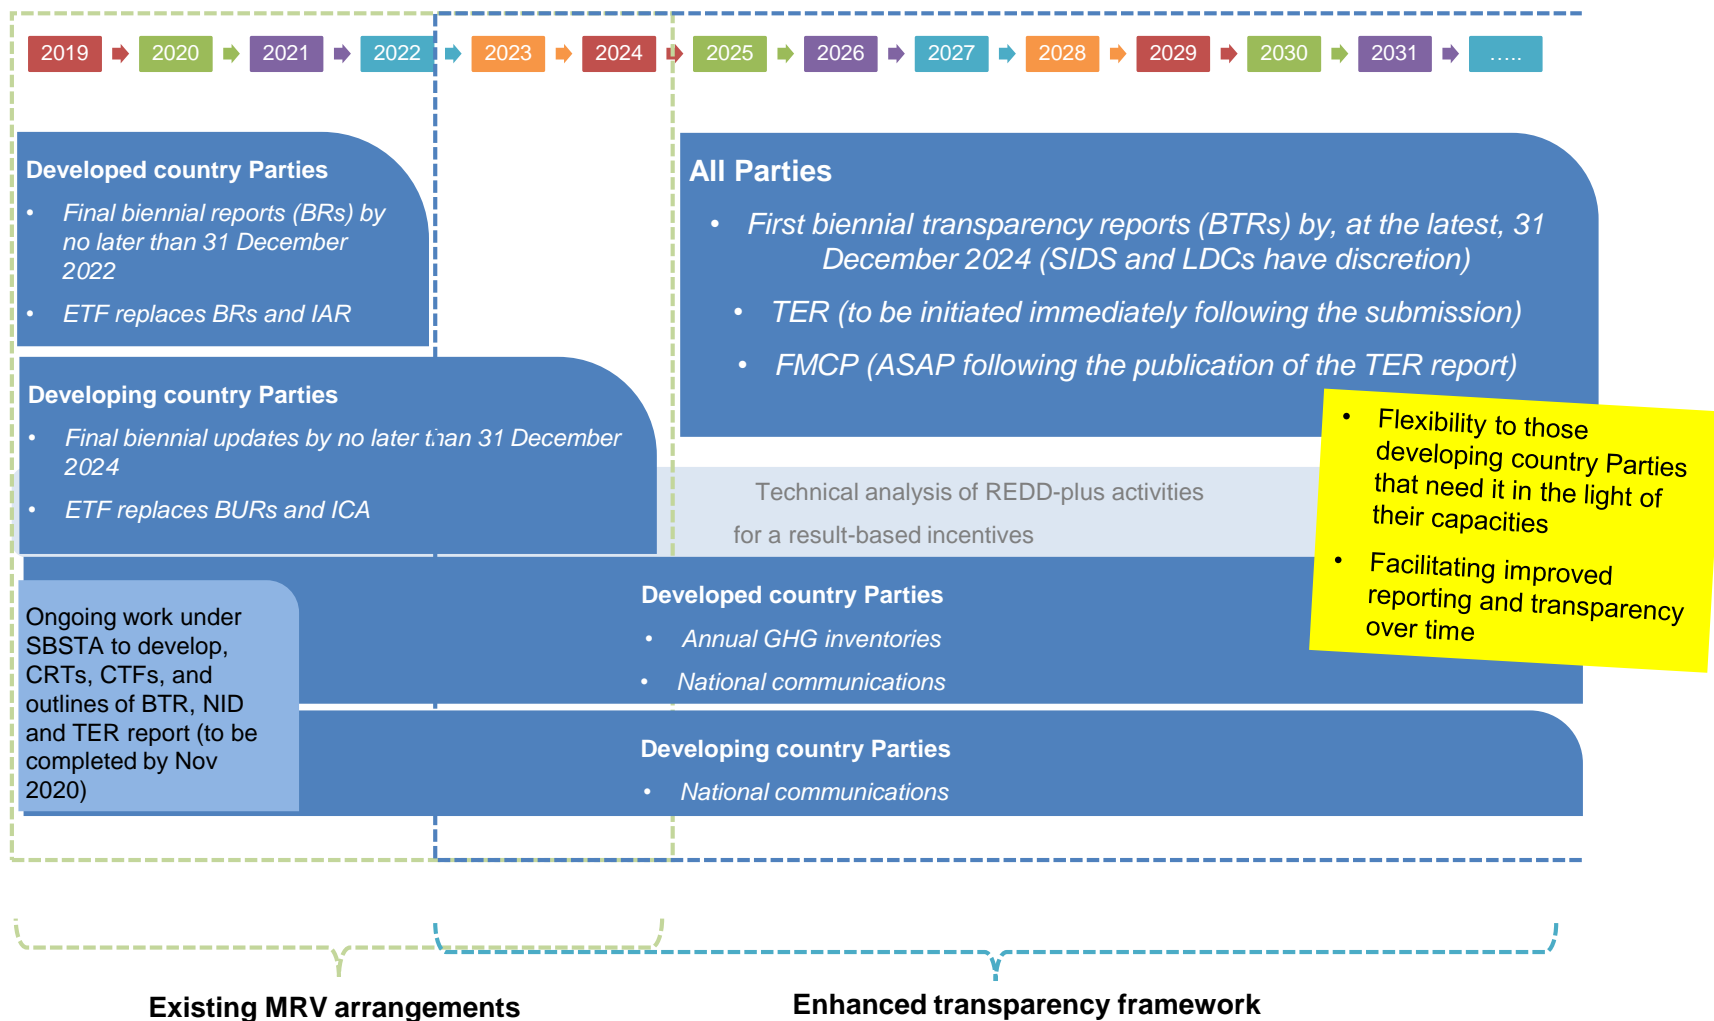 2019 2020 2021 2022 2023 2024 2025 2026 2027 2028 2029 2030 2031 .....
Developed country Parties
• Final biennial reports (BRs) by
no later than 31 December
2022
• ETF replaces BRs and IAR
Developing country Parties
• Final biennial updates by no later than 31 December
2024
• ETF replaces BURs and ICA
All Parties
• First biennial transparency reports (BTRs) by, at the latest, 31
December 2024 (SIDS and LDCs have discretion)
• TER (to be initiated immediately following the submission)
• FMCP (ASAP following the publication of the TER report)
• Flexibility to those
developing country Parties
that need it in the light of
their capacities
• Facilitating improved
reporting and transparency
over time
Technical analysis of REDD-plus activities
for a result-based incentives
Ongoing work under
SBSTA to develop,
CRTs, CTFs, and
outlines of BTR, NID
and TER report (to be
completed by Nov
2020)
Developed country Parties
• Annual GHG inventories
• National communications
Developing country Parties
• National communications
Existing MRV arrangements
Enhanced transparency framework